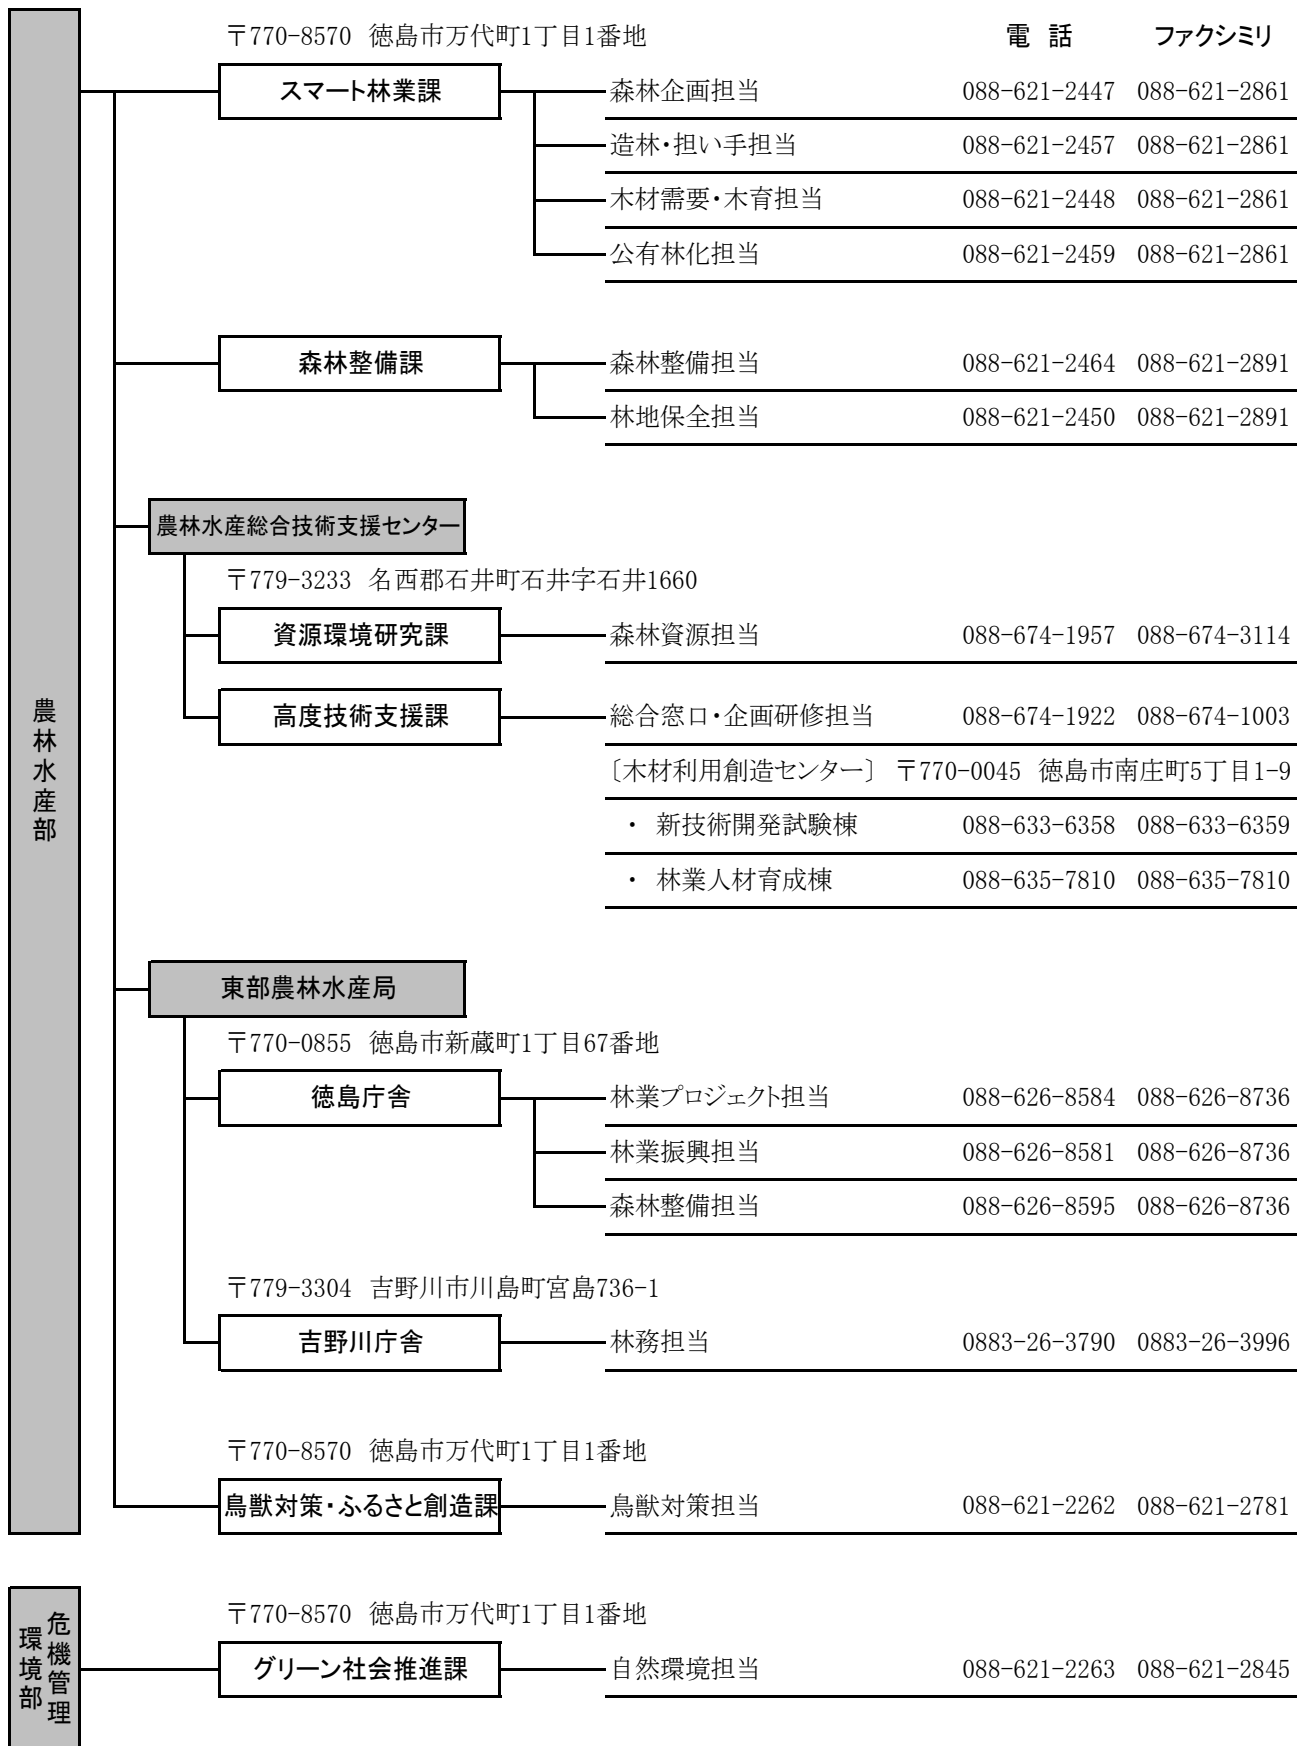 〒770-8570 徳島市万代町1丁目1番地 電 話 ファクシミリ
スマート林業課 森林企画担当 088-621-2447 088-621-2861
造林・担い手担当 088-621-2457 088-621-2861
木材需要・木育担当 088-621-2448 088-621-2861
公有林化担当 088-621-2459 088-621-2861
森林整備課 森林整備担当 088-621-2464 088-621-2891
林地保全担当 088-621-2450 088-621-2891
農林水産総合技術支援センター
〒779-3233 名西郡石井町石井字石井1660
資源環境研究課 森林資源担当 088-674-1957 088-674-3114
農林水産部
高度技術支援課 総合窓口・企画研修担当 088-674-1922 088-674-1003
〔木材利用創造センター〕 〒770-0045 徳島市南庄町5丁目1-9
・ 新技術開発試験棟 088-633-6358 088-633-6359
・ 林業人材育成棟 088-635-7810 088-635-7810
東部農林水産局
〒770-0855 徳島市新蔵町1丁目67番地
徳島庁舎 林業プロジェクト担当 088-626-8584 088-626-8736
林業振興担当 088-626-8581 088-626-8736
森林整備担当 088-626-8595 088-626-8736
〒779-3304 吉野川市川島町宮島736-1
吉野川庁舎 林務担当 0883-26-3790 0883-26-3996
〒770-8570 徳島市万代町1丁目1番地
鳥獣対策・ふるさと創造課 鳥獣対策担当 088-621-2262 088-621-2781
危機管理
環境部
〒770-8570 徳島市万代町1丁目1番地
グリーン社会推進課 自然環境担当 088-621-2263 088-621-2845